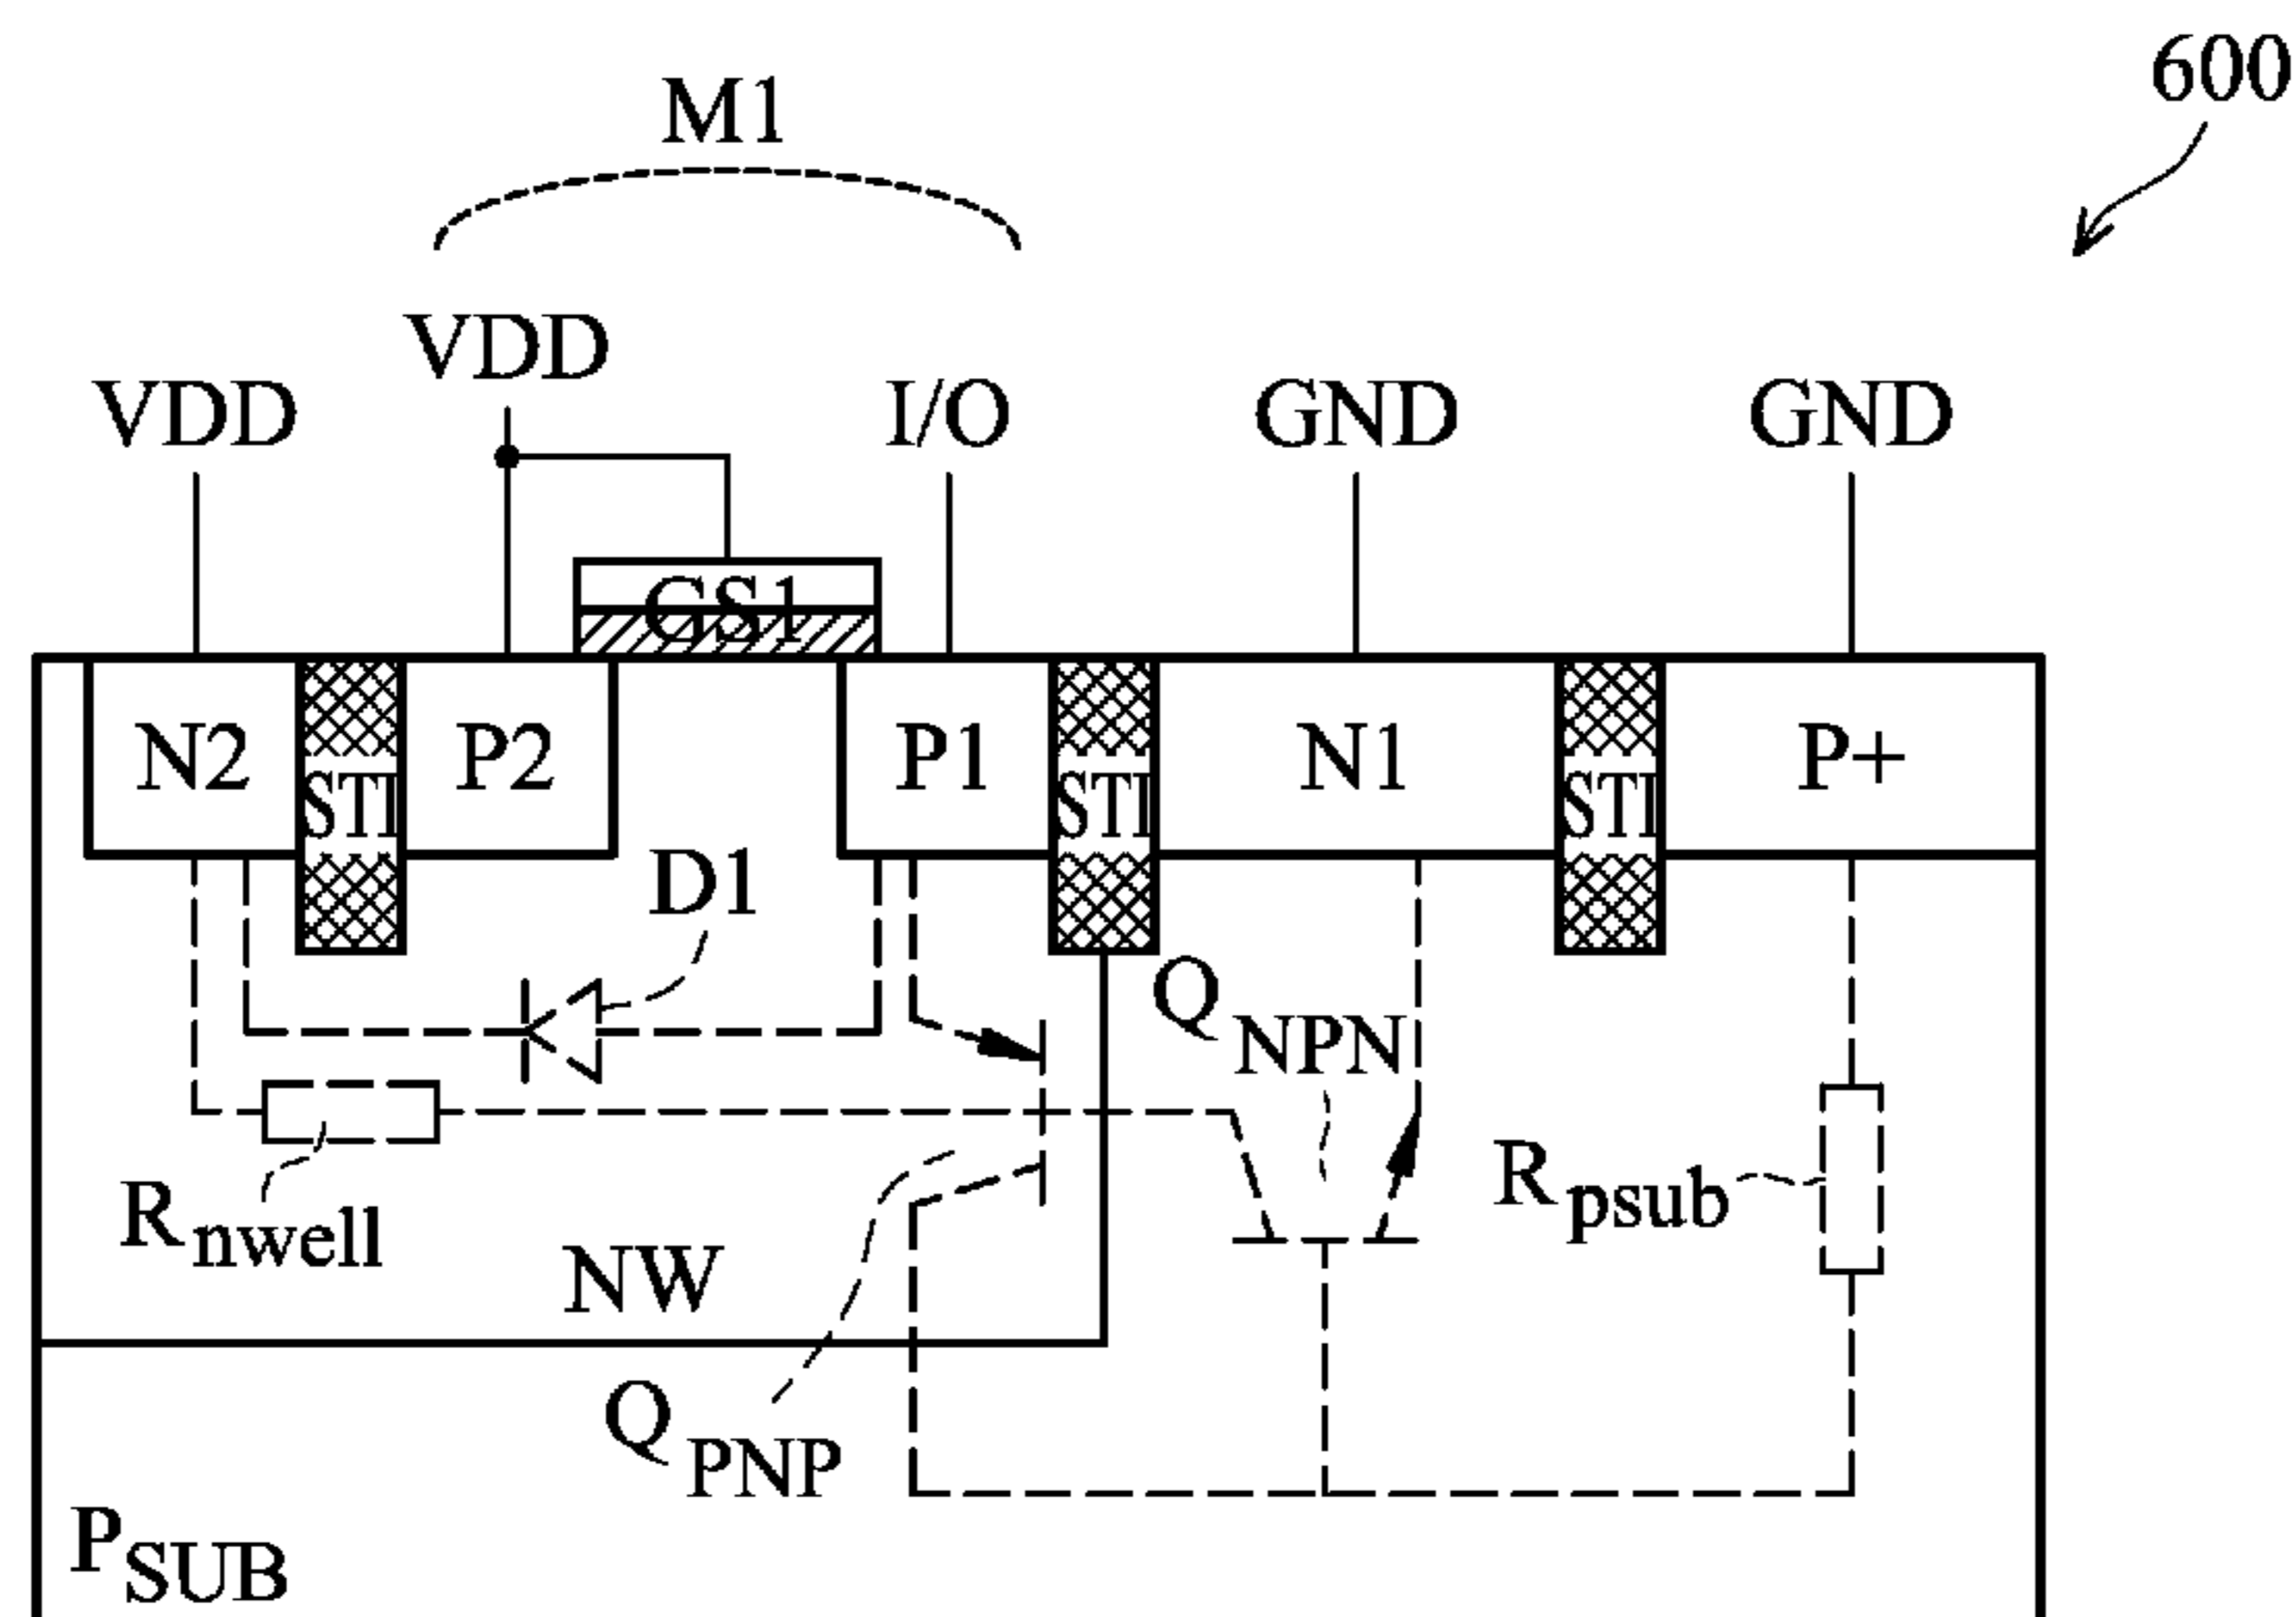 600
M1
VDD
VDD
I/O
GND
GND
GS1
N2
STI
P2
P1
STI
N1
STI
P+
D1
QNPN
Rnwell
Rpsub
NW
QPNP
PSUB